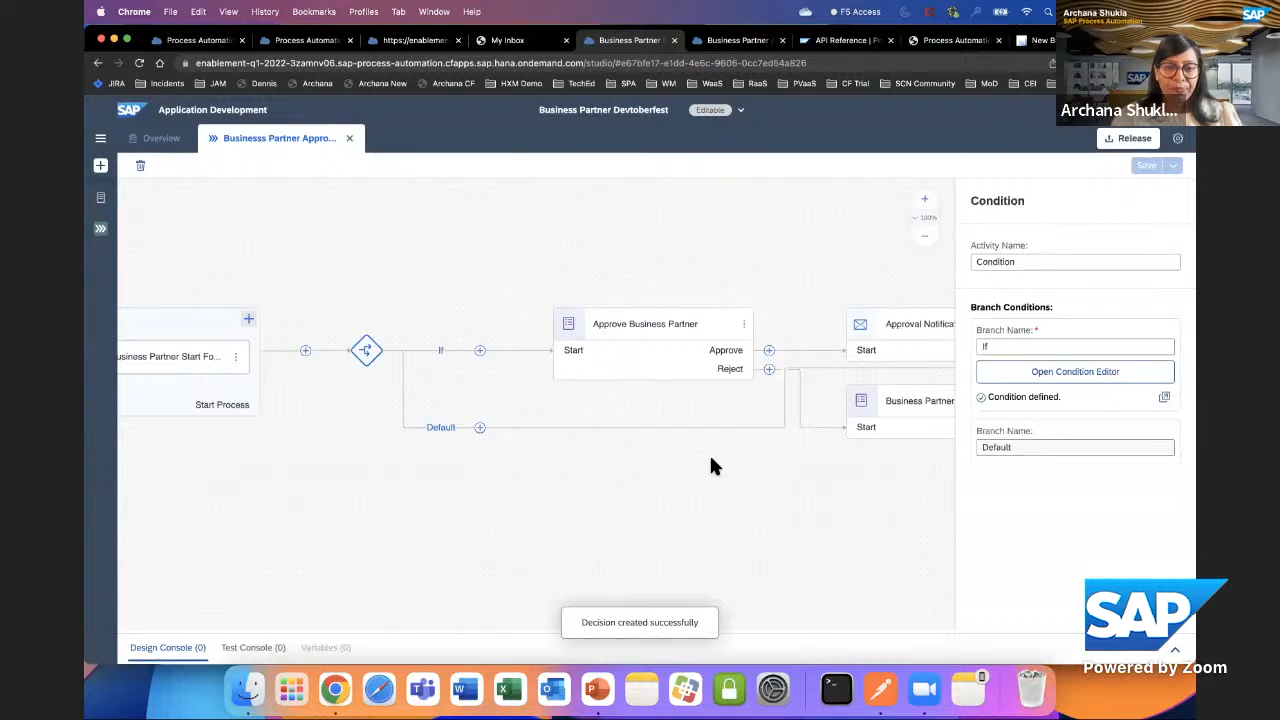 Chrome File Edit View History Bookmarks Profiles Tab Window Help
F5 Access
Process Automati
Process Automati
https://enablemen
My Inbox
Business Partner
Business Partner
API Reference | Pr
Process Automati
New B
enablement-q1-2022-3zamnv06.sap-process-automation.cfapps.sap.hana.ondemand.com/studio/#e67bfe17-e1dd-4e6c-9606-0cc7ed54a826
JIRA Incidents JAM Dennis Archana Archana New HXM Demo TechEd SPA WM WaaS RaaS PVaaS CF Trial SCN Community MoD CEI
SAP Application Development
Business Partner Devtoberfest
Editable
Overview
Businesss Partner Appro...
Release
Save
100%
usiness Partner Start Fo...
Start Process
If
Default
Approve Business Partner
Start
Approve
Reject
Approval Notifica
Start
Business Partner
Start
Condition
Activity Name:
Condition
Branch Conditions:
Branch Name: *
If
Open Condition Editor
Condition defined.
Branch Name:
Default
Decision created successfully
Design Console (0) Test Console (0) Variables (0)
Archana Shukla
SAP Process Automation
SAP
SAP
Archana Shukl...
SAP
Powered by Zoom